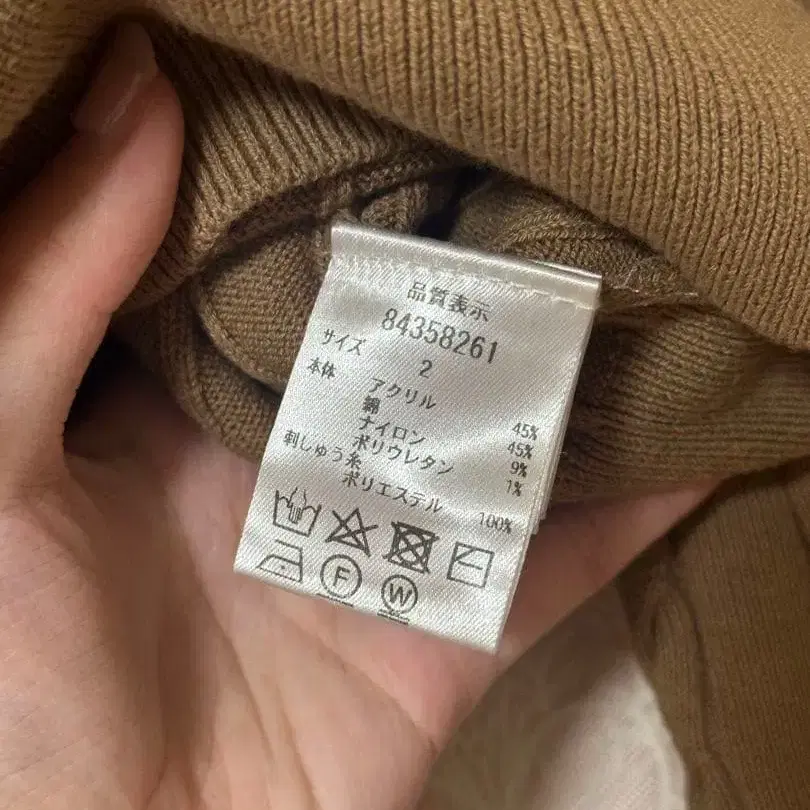 品質表示
84358261
サイズ 2
本体 アクリル 45%
綿 45%
ナイロン 9%
ポリウレタン 1%
刺しゅう糸
ポリエステル 100%
F W